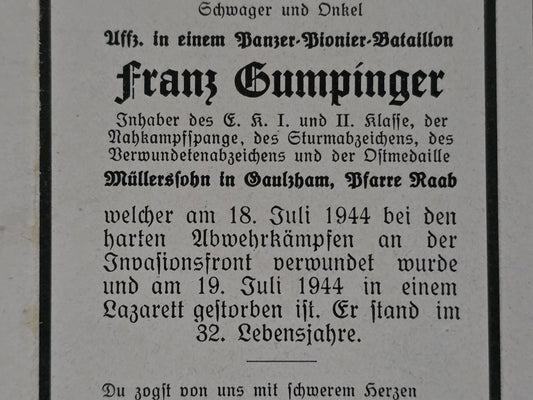 Schwager und Onkel
Uffz. in einem Panzer-Pionier-Bataillon
Franz Gumpinger
Inhaber des E. K. I. und II. Klasse, der
Nahkampfspange, des Sturmabzeichens, des
Verwundetenabzeichens und der Ostmedaille
Müllerssohn in Gaulzham, Pfarre Raab
welcher am 18. Juli 1944 bei den
harten Abwehrkämpfen an der
Invasionsfront verwundet wurde
und am 19. Juli 1944 in einem
Lazarett gestorben ist. Er stand im
32. Lebensjahre.
Du zogst von uns mit schwerem Herzen